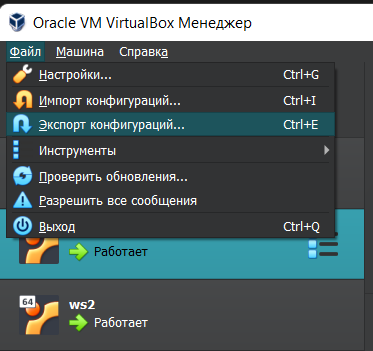 Oracle VM VirtualBox Менеджер
Файл Машина Справка
Настройки... Ctrl+G
Импорт конфигураций... Ctrl+I
Экспорт конфигураций... Ctrl+E
Инструменты
Проверить обновления...
Разрешить все сообщения
Выход Ctrl+Q
Работает
64 ws2
Работает